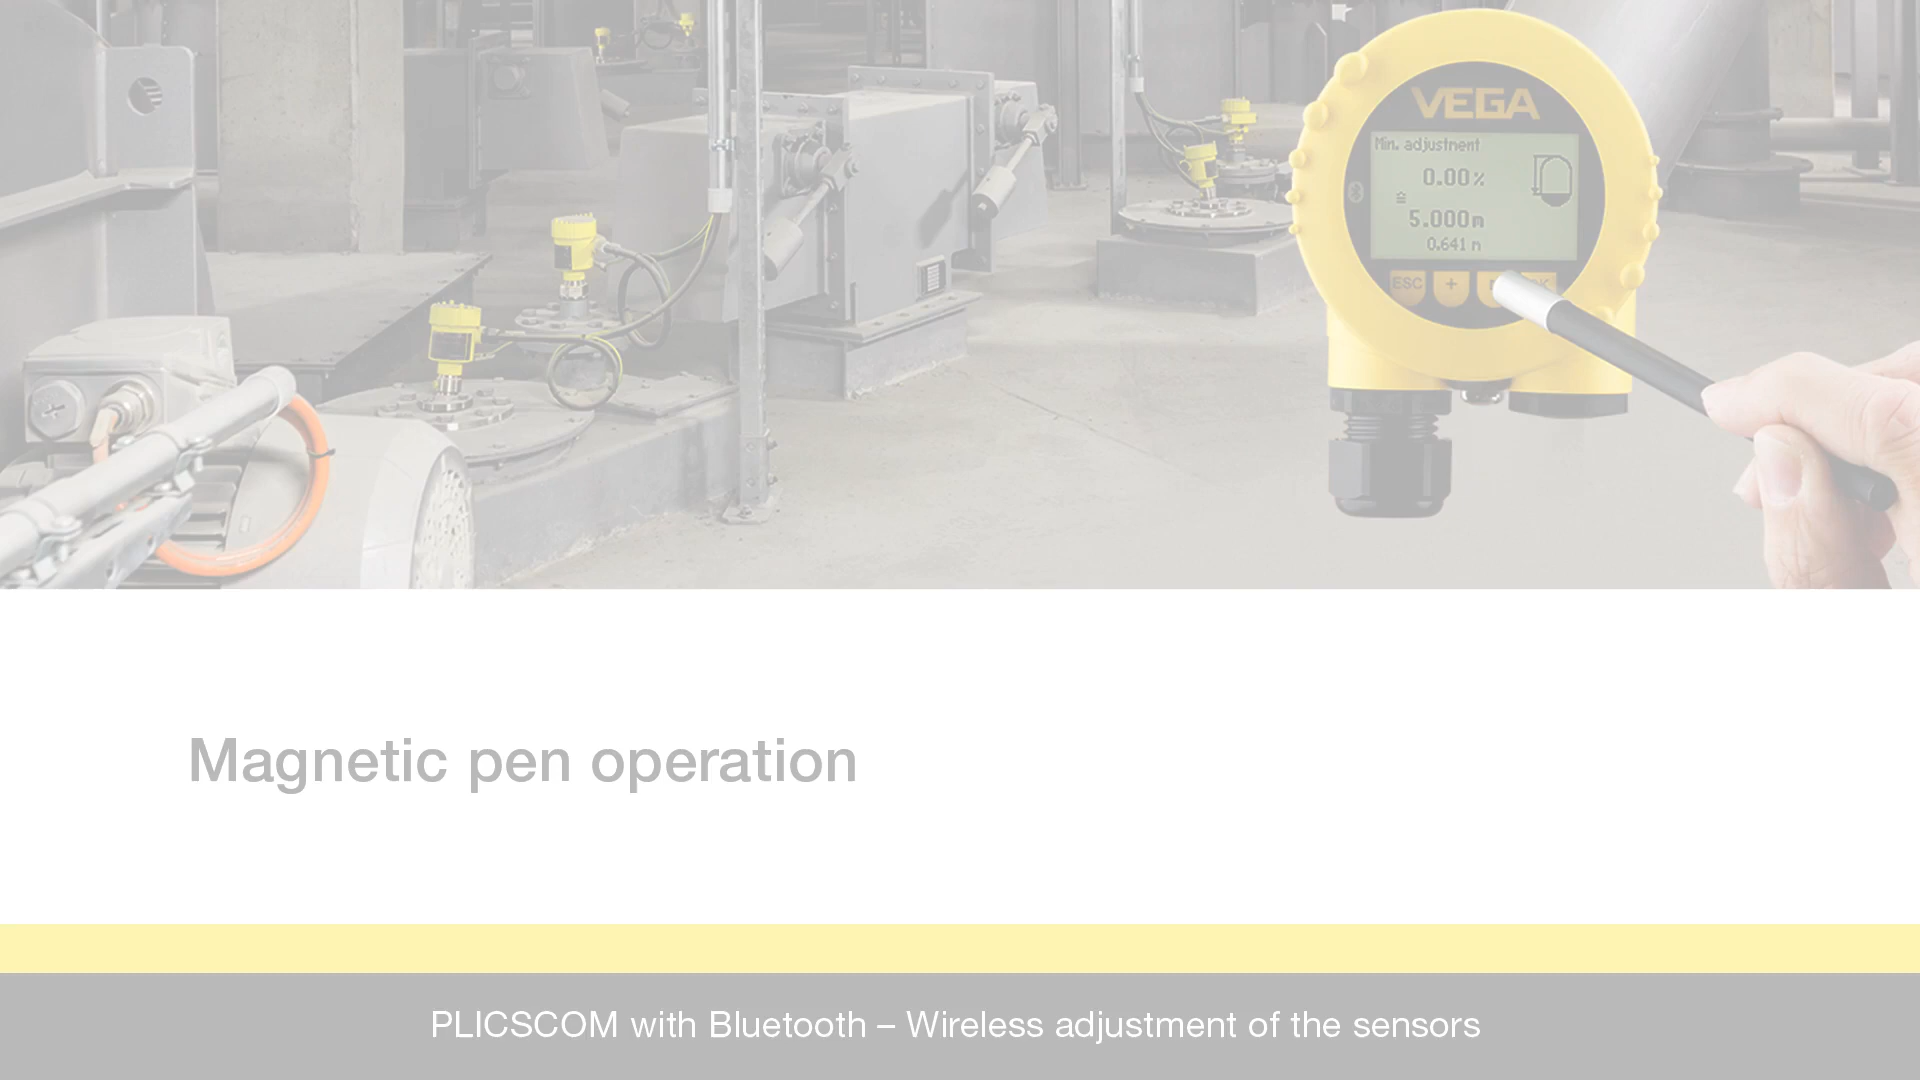 VEGA
Min. adjustment
0.00%
≙
5.000m
0.641 m
ESC
+
Magnetic pen operation
PLICSCOM with Bluetooth – Wireless adjustment of the sensors